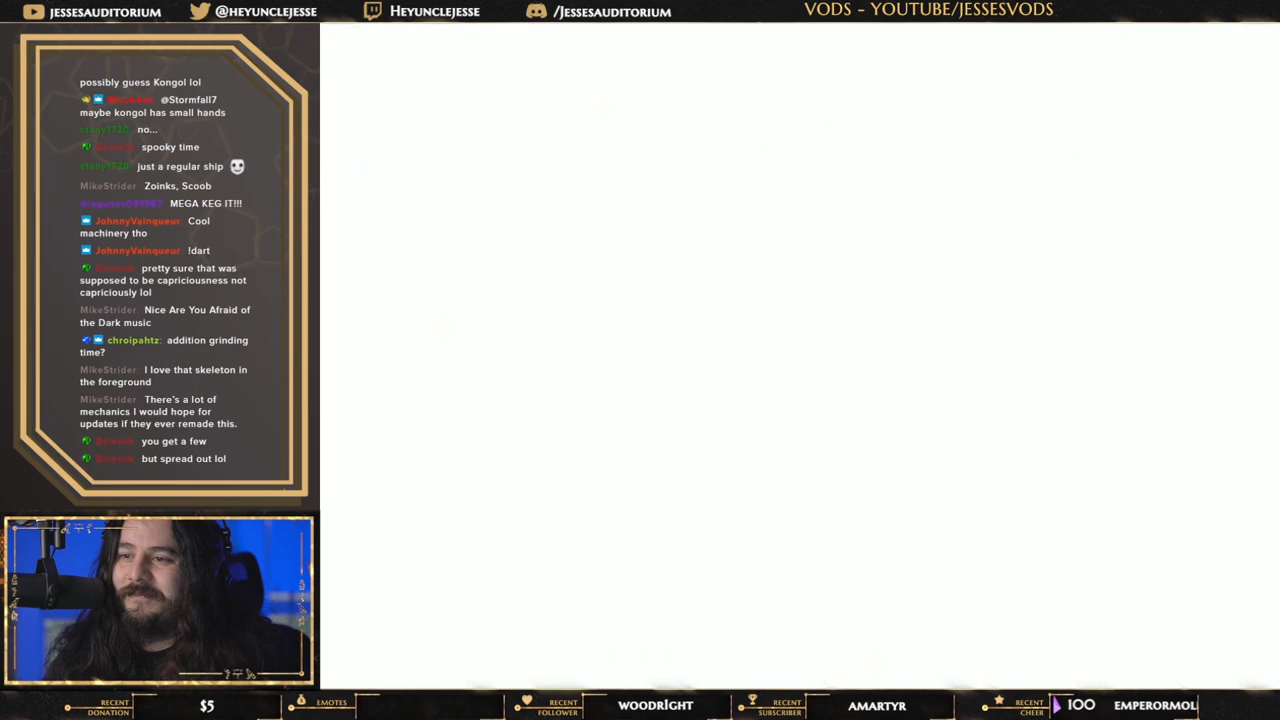 JESSESAUDITORIUM @HEYUNCLEJESSE HEYUNCLEJESSE /JESSESAUDITORIUM VODS - YOUTUBE/JESSESVODS
possibly guess Kongol lol
@Stormfall7
maybe kongol has small hands
stany1720 no...
spooky time
stany1720 just a regular ship
MikeStrider: Zoinks, Scoob
MEGA KEG IT!!!
JohnnyVainqueur Cool
machinery tho
JohnnyVainqueur !dart
pretty sure that was
supposed to be capriciousness not
capriciously lol
MikeStrider: Nice Are You Afraid of
the Dark music
chroipahtz: addition grinding
time?
MikeStrider: I love that skeleton in
the foreground
MikeStrider: There's a lot of
mechanics I would hope for
updates if they ever remade this.
you get a few
but spread out lol
RECENT DONATION $5 EMOTES RECENT FOLLOWER WOODRIGHT RECENT SUBSCRIBER AMARTYR RECENT CHEER 100 EMPERORMOL